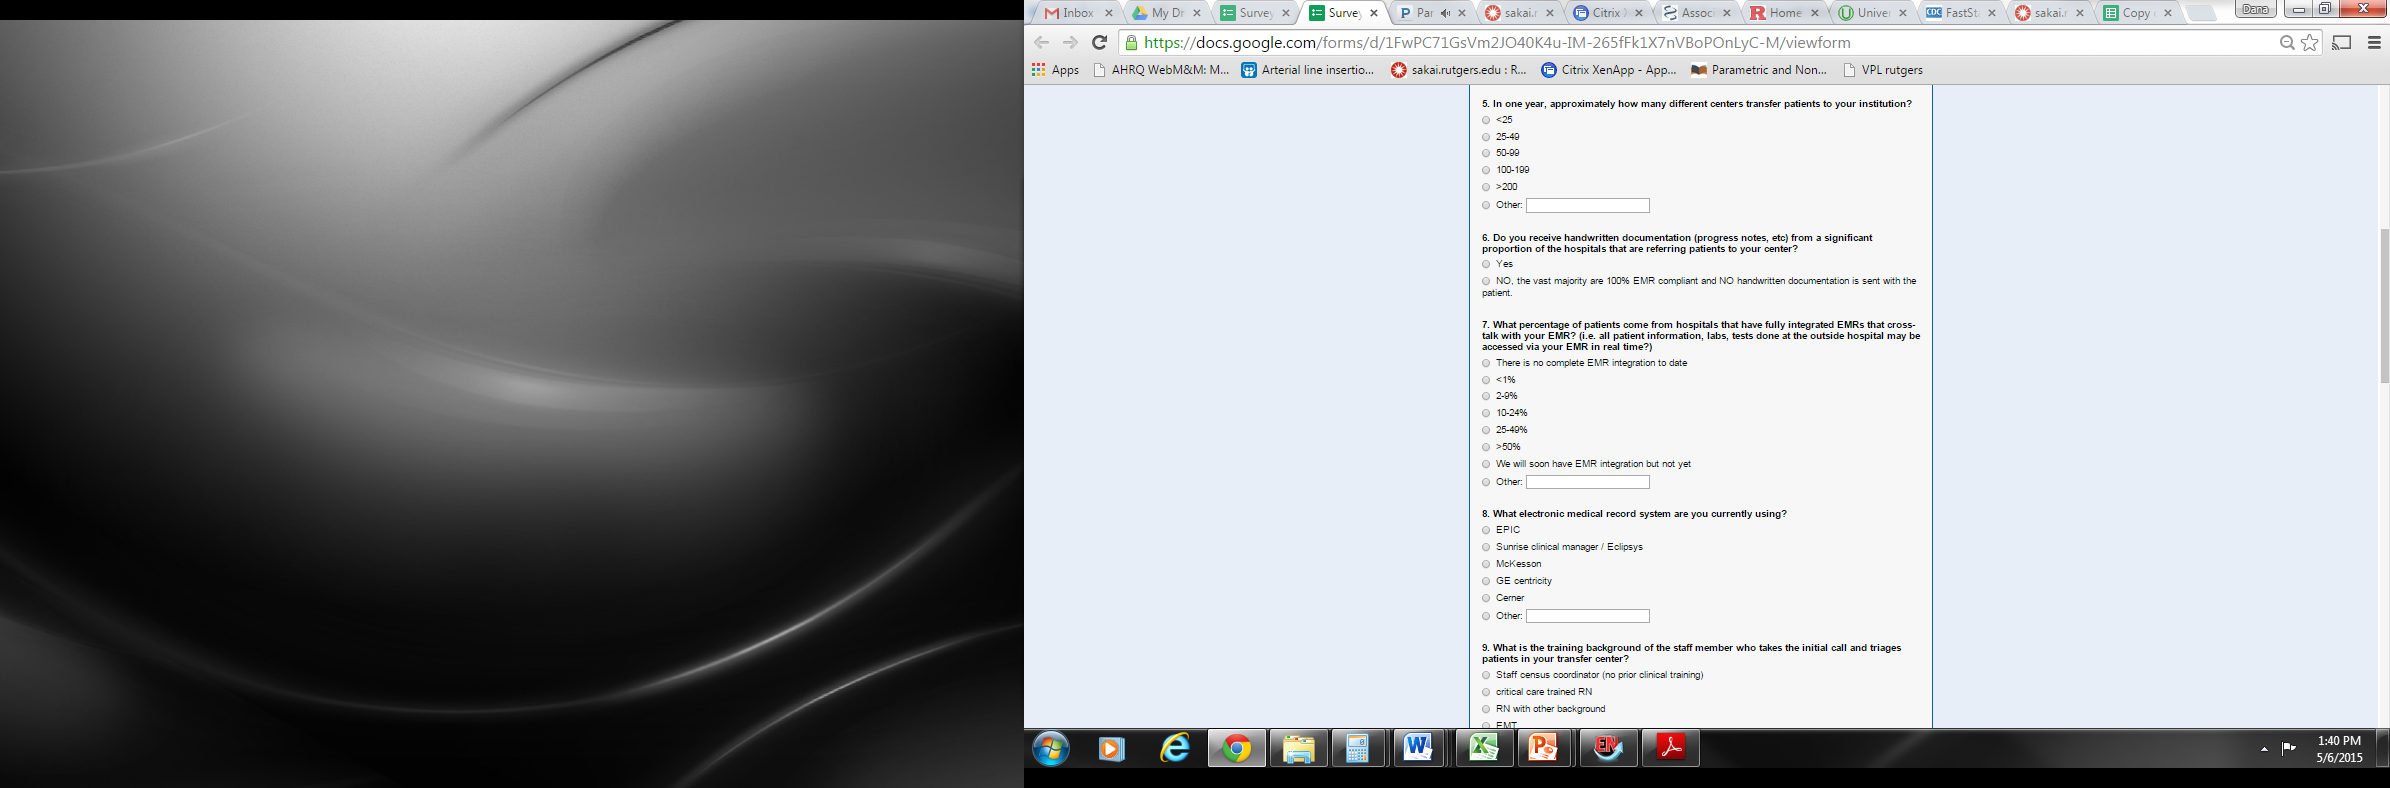 Inbox
My Dr
Survey
Survey
Par
sakai.r
Citrix
Associ
Home
Univer
FastSta
sakai.r
Copy
Dana
https://docs.google.com/forms/d/1FwPC71GsVm2JO40K4u-IM-265fFk1X7nVBoPOnLyC-M/viewform
Apps
AHRQ WebM&M: M...
Arterial line insertio...
sakai.rutgers.edu : R...
Citrix XenApp - App...
Parametric and Non...
VPL rutgers
5. In one year, approximately how many different centers transfer patients to your institution?
<25
25-49
50-99
100-199
>200
Other:
6. Do you receive handwritten documentation (progress notes, etc) from a significant
proportion of the hospitals that are referring patients to your center?
Yes
NO, the vast majority are 100% EMR compliant and NO handwritten documentation is sent with the
patient.
7. What percentage of patients come from hospitals that have fully integrated EMRs that cross-
talk with your EMR? (i.e. all patient information, labs, tests done at the outside hospital may be
accessed via your EMR in real time?)
There is no complete EMR integration to date
<1%
2-9%
10-24%
25-49%
>50%
We will soon have EMR integration but not yet
Other:
8. What electronic medical record system are you currently using?
EPIC
Sunrise clinical manager / Eclipsys
McKesson
GE centricity
Cerner
Other:
9. What is the training background of the staff member who takes the initial call and triages
patients in your transfer center?
Staff census coordinator (no prior clinical training)
critical care trained RN
RN with other background
EMT
1:40 PM
5/6/2015